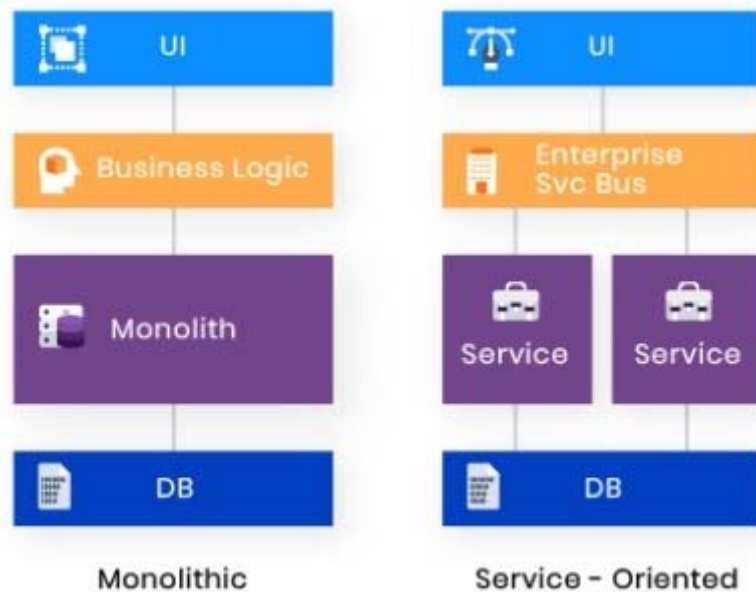 UI
Business Logic
Monolith
DB
Monolithic
UI
Enterprise
Svc Bus
Service
Service
DB
Service - Oriented